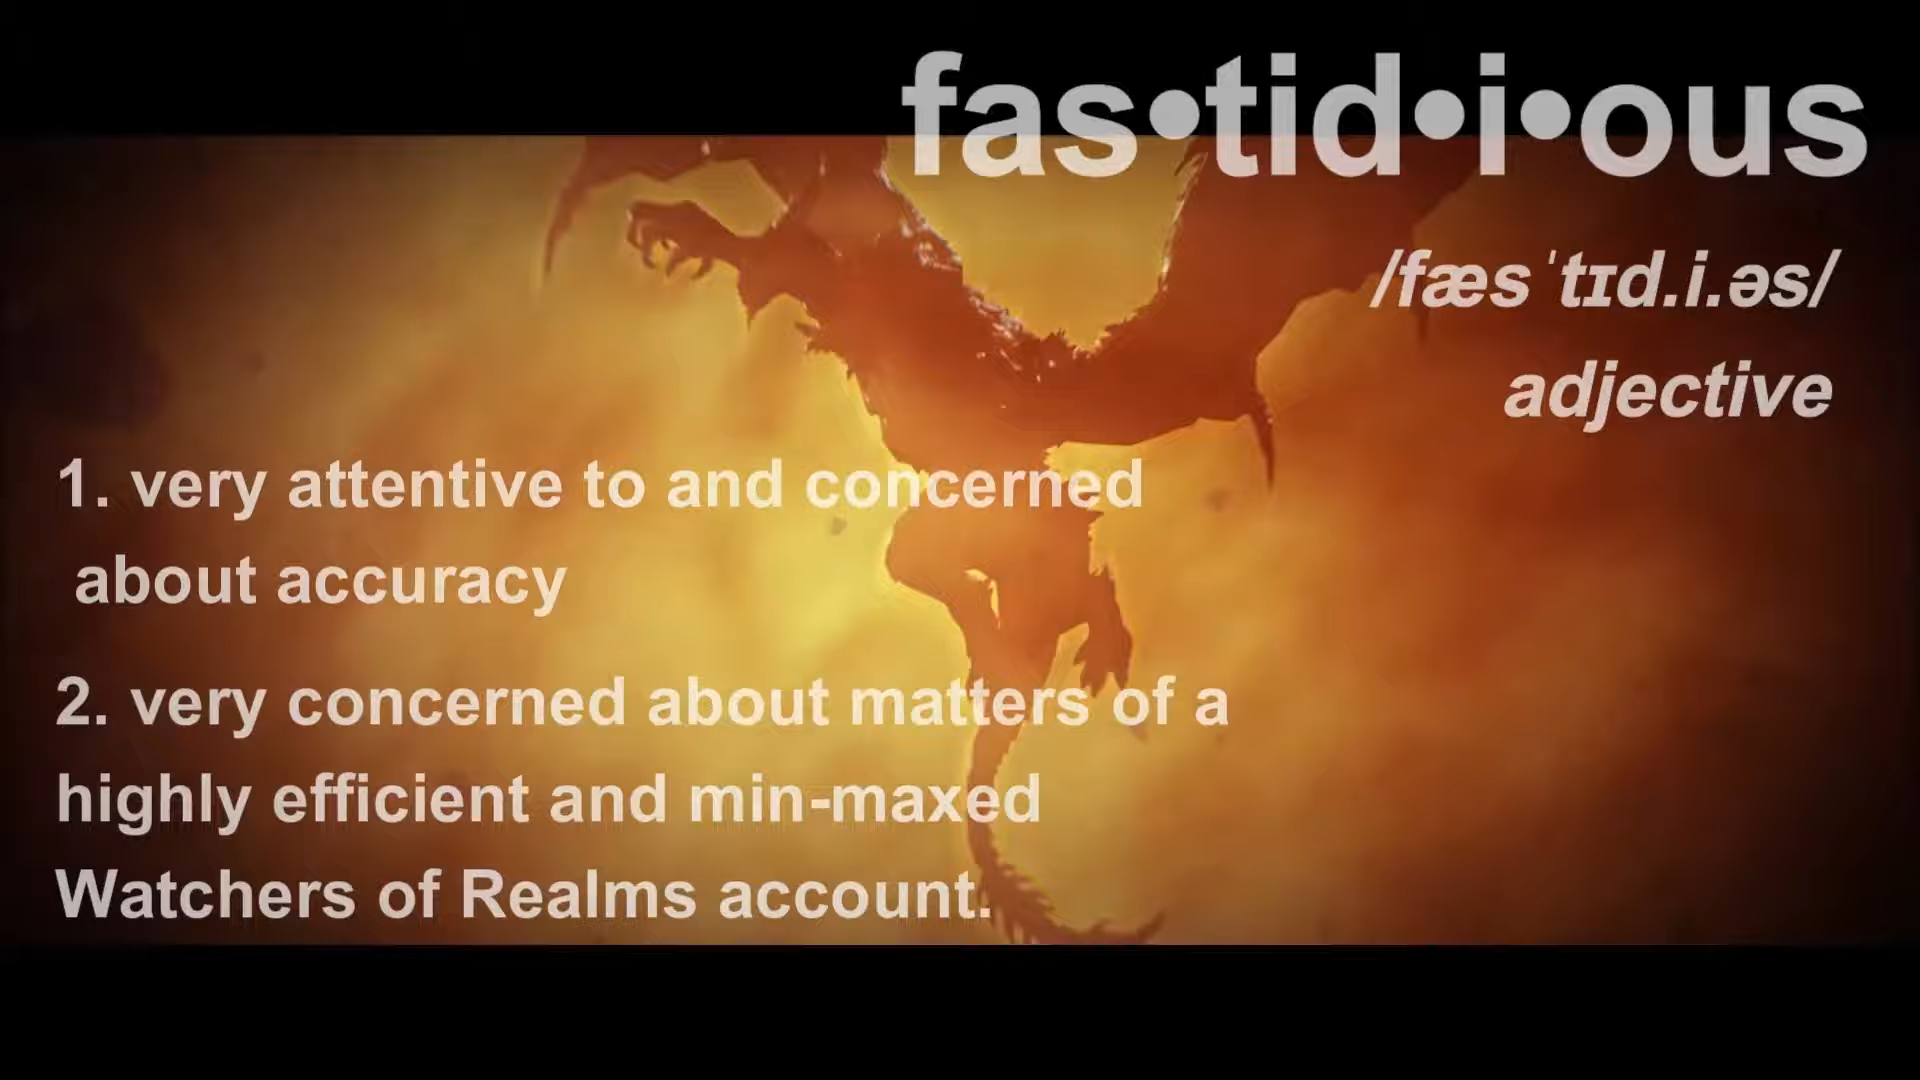 fas•tid•i•ous
/fæsˈtɪd.i.əs/
adjective
1. very attentive to and concerned
about accuracy
2. very concerned about matters of a
highly efficient and min-maxed
Watchers of Realms account.